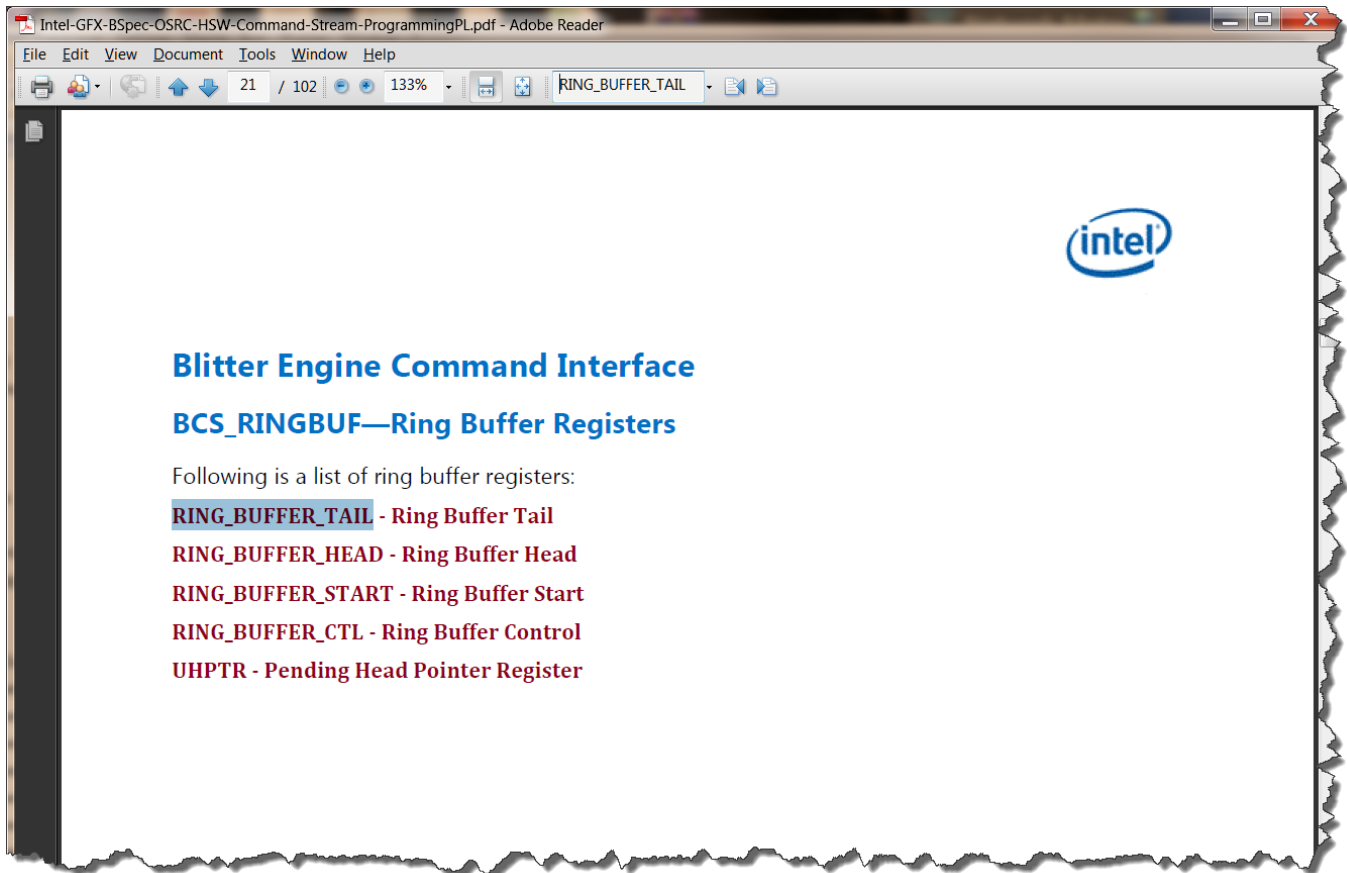 Intel-GFX-BSpec-OSRC-HSW-Command-Stream-ProgrammingPL.pdf - Adobe Reader
File Edit View Document Tools Window Help
21 / 102 133% RING_BUFFER_TAIL
intel
Blitter Engine Command Interface
BCS_RINGBUF—Ring Buffer Registers
Following is a list of ring buffer registers:
RING_BUFFER_TAIL - Ring Buffer Tail
RING_BUFFER_HEAD - Ring Buffer Head
RING_BUFFER_START - Ring Buffer Start
RING_BUFFER_CTL - Ring Buffer Control
UHPTR - Pending Head Pointer Register